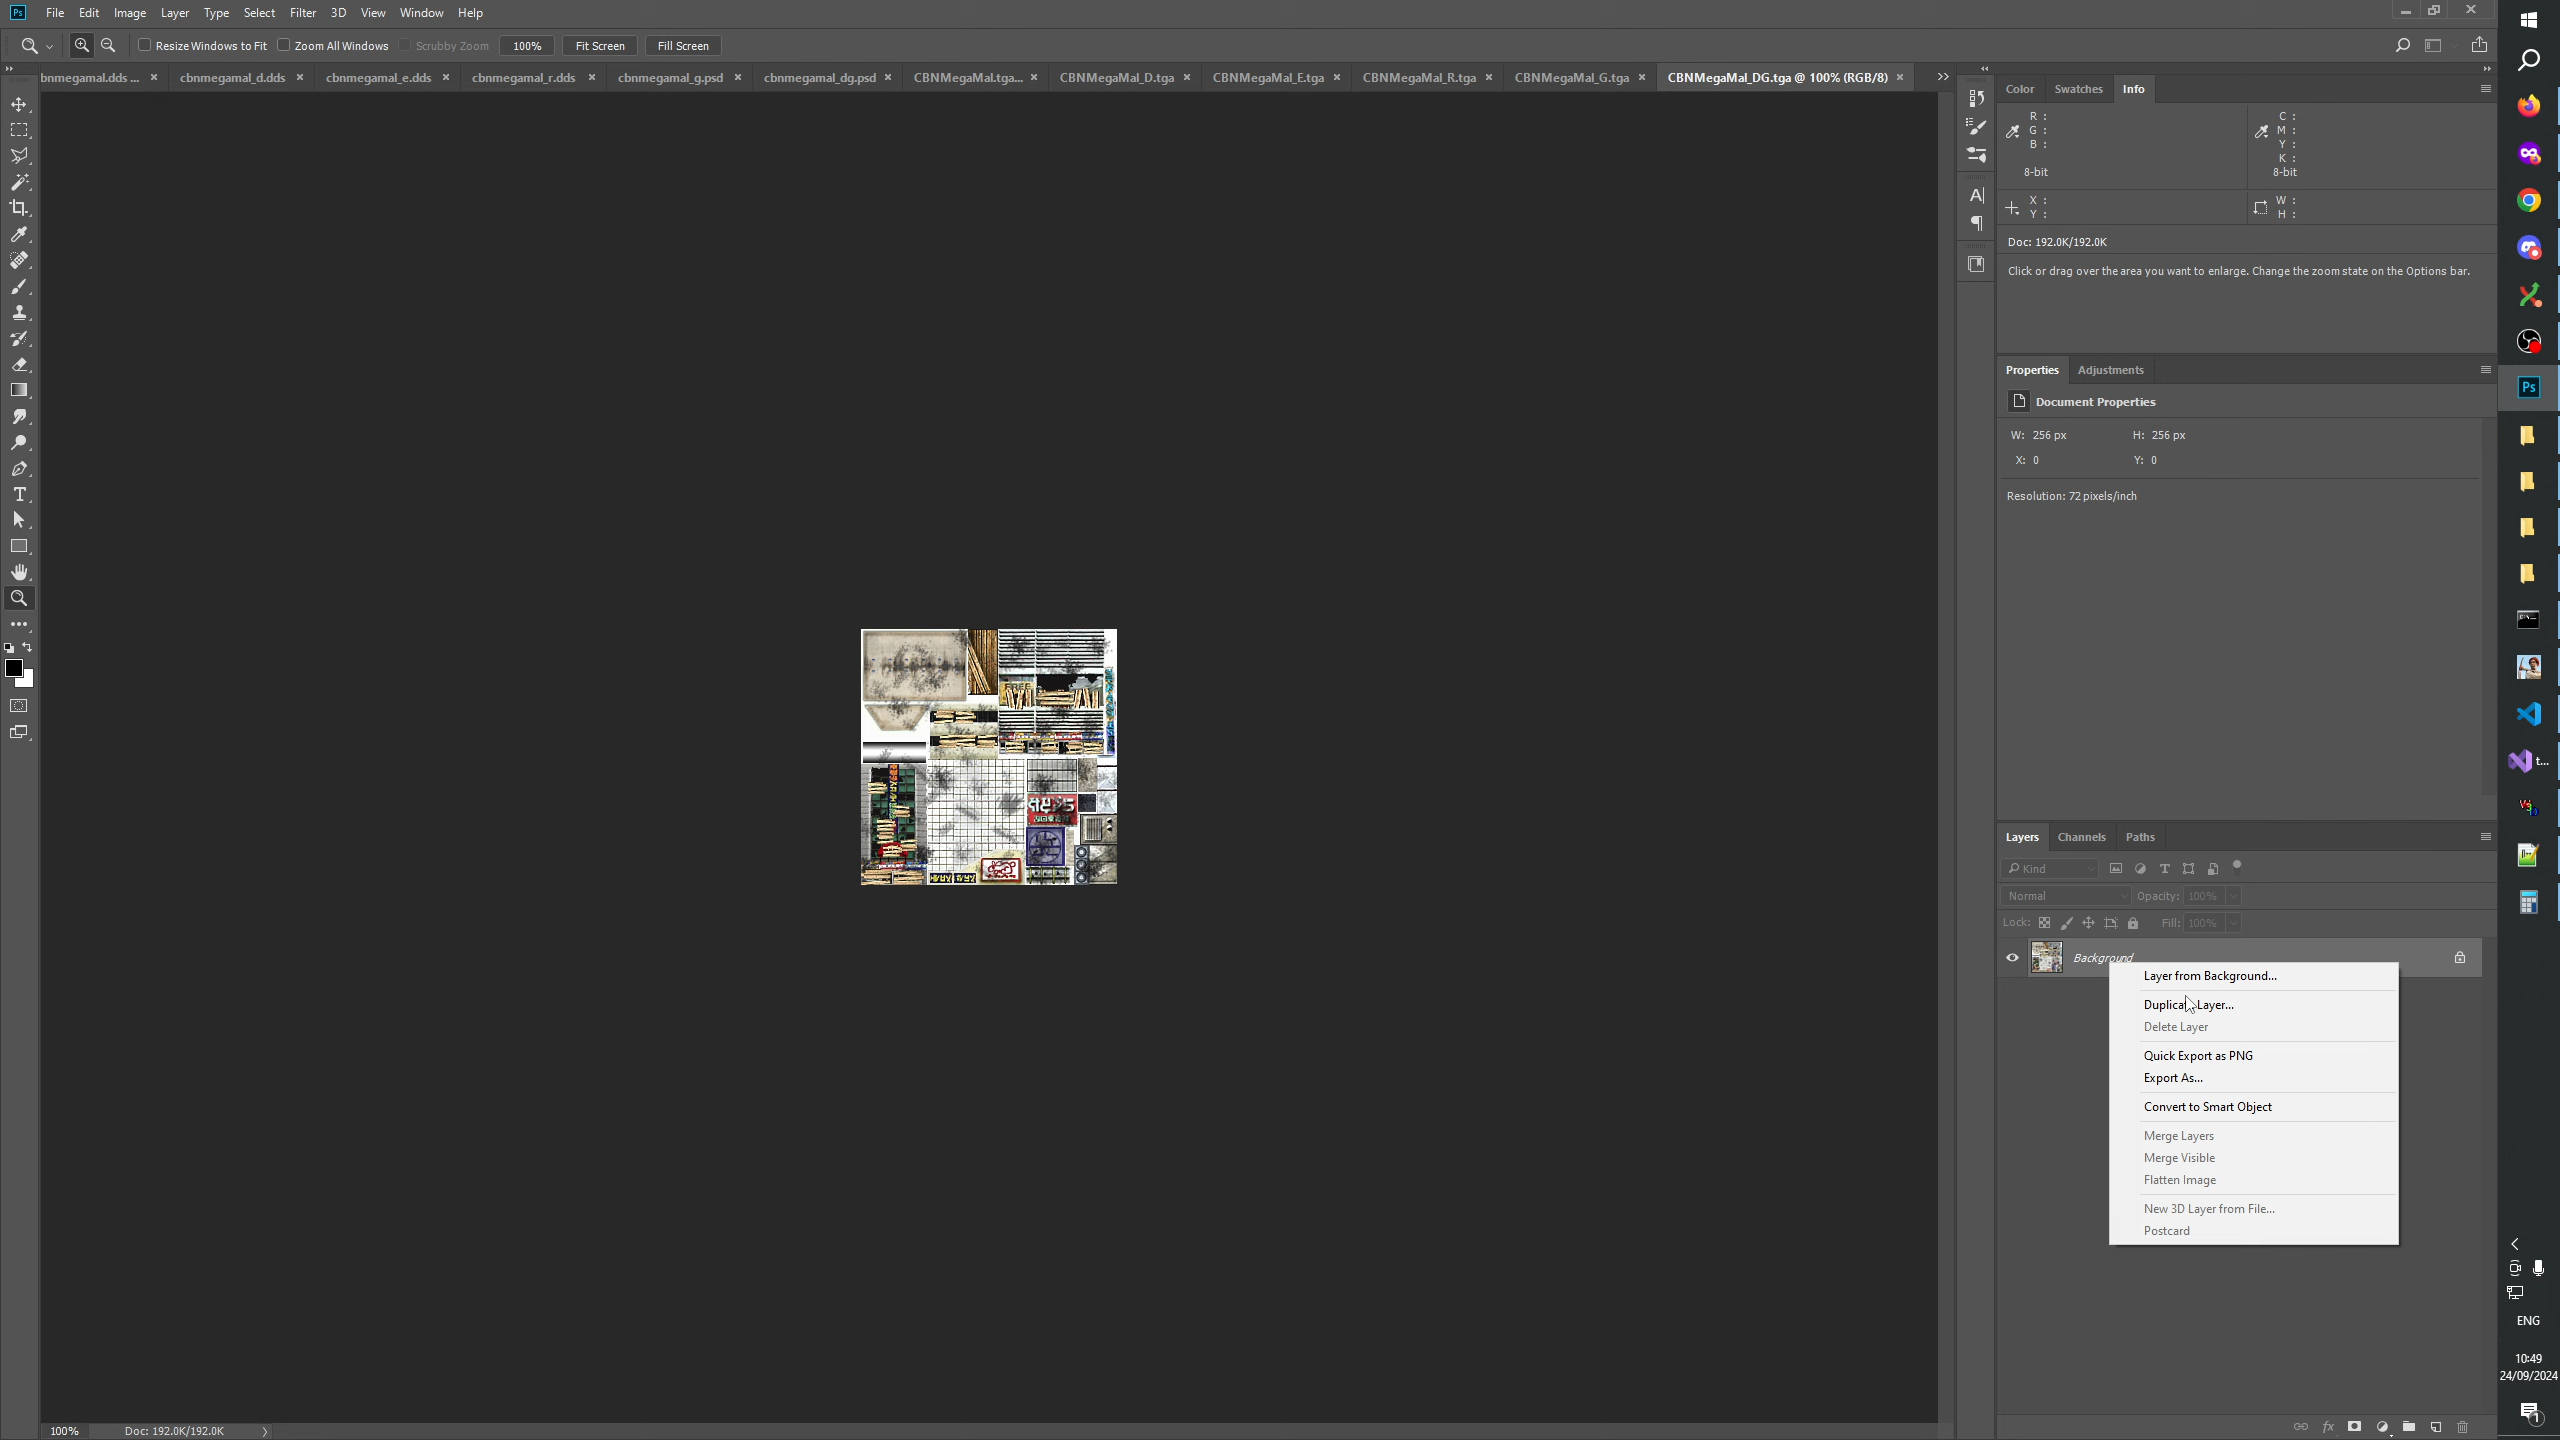 Ps File Edit Image Layer Type Select Filter 3D View Window Help
Resize Windows to Fit Zoom All Windows Scrubby Zoom 100% Fit Screen Fill Screen
bnmegamal.dds ... cbnmegamal_d.dds cbnmegamal_e.dds cbnmegamal_r.dds cbnmegamal_g.psd cbnmegamal_dg.psd CBNMegaMal.tga... CBNMegaMal_D.tga CBNMegaMal_E.tga CBNMegaMal_R.tga CBNMegaMal_G.tga CBNMegaMal_DG.tga @ 100% (RGB/8)
Color Swatches Info
R :
G :
B :
8-bit
C :
M :
Y :
K :
8-bit
X :
Y :
W :
H :
Doc: 192.0K/192.0K
Click or drag over the area you want to enlarge. Change the zoom state on the Options bar.
Properties Adjustments
Document Properties
W: 256 px H: 256 px
X: 0 Y: 0
Resolution: 72 pixels/inch
FREE
Layers Channels Paths
Kind
Normal Opacity: 100%
Lock: Fill: 100%
Background
Layer from Background...
Duplicate Layer...
Delete Layer
Quick Export as PNG
Export As...
Convert to Smart Object
Merge Layers
Merge Visible
Flatten Image
New 3D Layer from File...
Postcard
Ps
t...
ENG
10:49
24/09/2024
1
100% Doc: 192.0K/192.0K